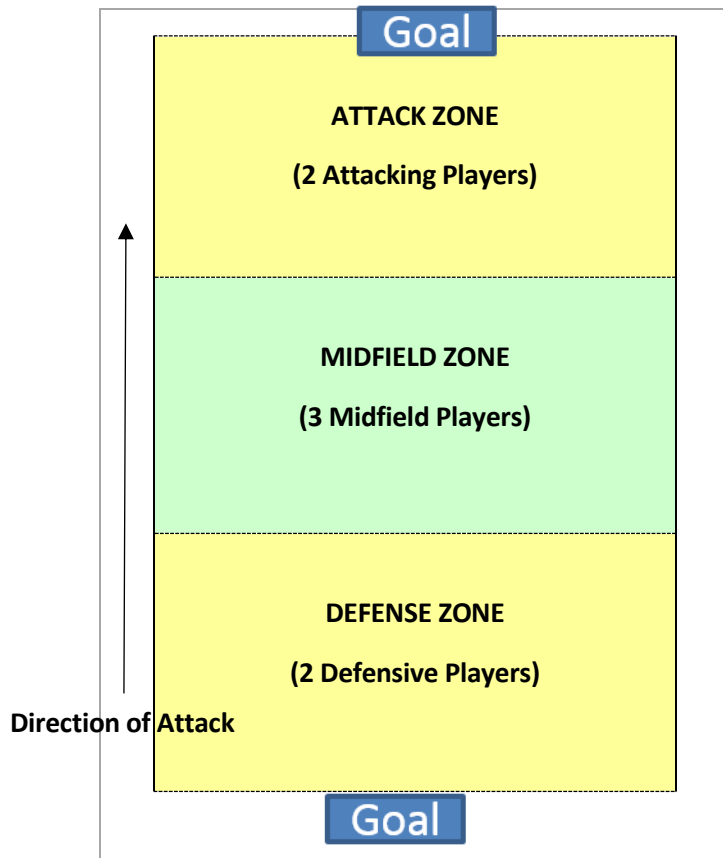 Goal
ATTACK ZONE
(2 Attacking Players)
MIDFIELD ZONE
(3 Midfield Players)
DEFENSE ZONE
(2 Defensive Players)
Direction of Attack
Goal